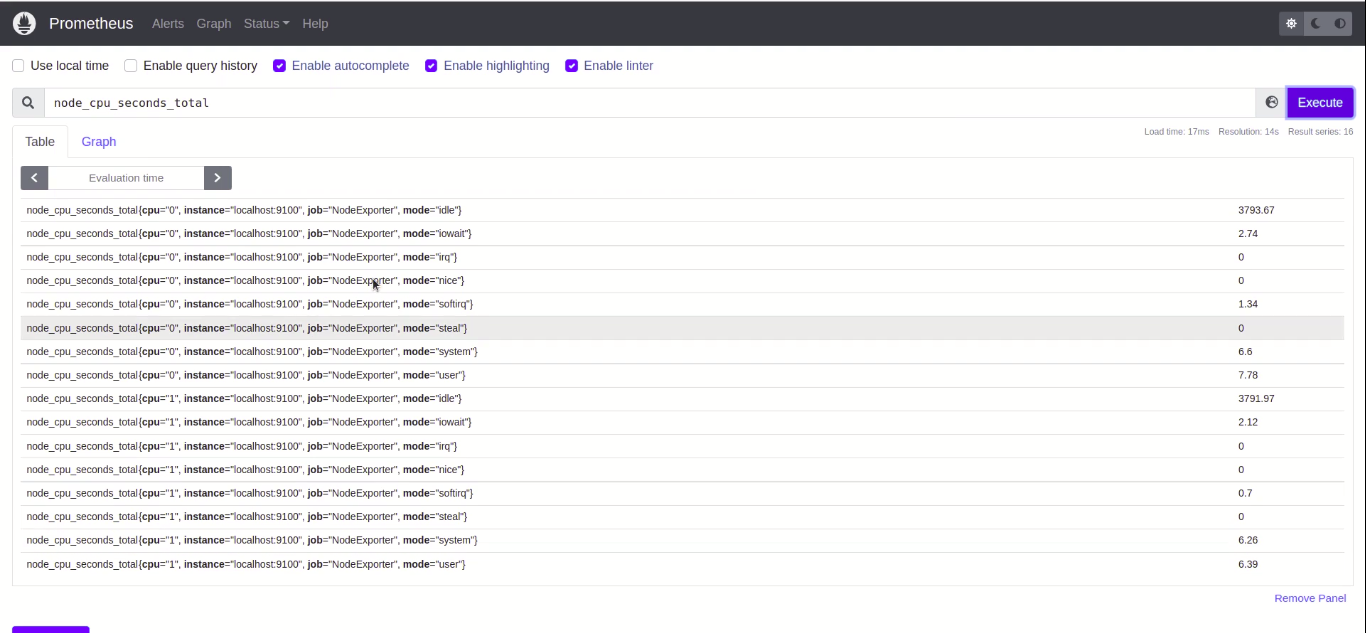 Prometheus Alerts Graph Status Help
Use local time Enable query history Enable autocomplete Enable highlighting Enable linter
node_cpu_seconds_total Execute
Table Graph Load time: 17ms Resolution: 14s Result series: 16
Evaluation time
node_cpu_seconds_total{cpu="0", instance="localhost:9100", job="NodeExporter", mode="idle"} 3793.67
node_cpu_seconds_total{cpu="0", instance="localhost:9100", job="NodeExporter", mode="iowait"} 2.74
node_cpu_seconds_total{cpu="0", instance="localhost:9100", job="NodeExporter", mode="irq"} 0
node_cpu_seconds_total{cpu="0", instance="localhost:9100", job="NodeExporter", mode="nice"} 0
node_cpu_seconds_total{cpu="0", instance="localhost:9100", job="NodeExporter", mode="softirq"} 1.34
node_cpu_seconds_total{cpu="0", instance="localhost:9100", job="NodeExporter", mode="steal"} 0
node_cpu_seconds_total{cpu="0", instance="localhost:9100", job="NodeExporter", mode="system"} 6.6
node_cpu_seconds_total{cpu="0", instance="localhost:9100", job="NodeExporter", mode="user"} 7.78
node_cpu_seconds_total{cpu="1", instance="localhost:9100", job="NodeExporter", mode="idle"} 3791.97
node_cpu_seconds_total{cpu="1", instance="localhost:9100", job="NodeExporter", mode="iowait"} 2.12
node_cpu_seconds_total{cpu="1", instance="localhost:9100", job="NodeExporter", mode="irq"} 0
node_cpu_seconds_total{cpu="1", instance="localhost:9100", job="NodeExporter", mode="nice"} 0
node_cpu_seconds_total{cpu="1", instance="localhost:9100", job="NodeExporter", mode="softirq"} 0.7
node_cpu_seconds_total{cpu="1", instance="localhost:9100", job="NodeExporter", mode="steal"} 0
node_cpu_seconds_total{cpu="1", instance="localhost:9100", job="NodeExporter", mode="system"} 6.26
node_cpu_seconds_total{cpu="1", instance="localhost:9100", job="NodeExporter", mode="user"} 6.39
Remove Panel